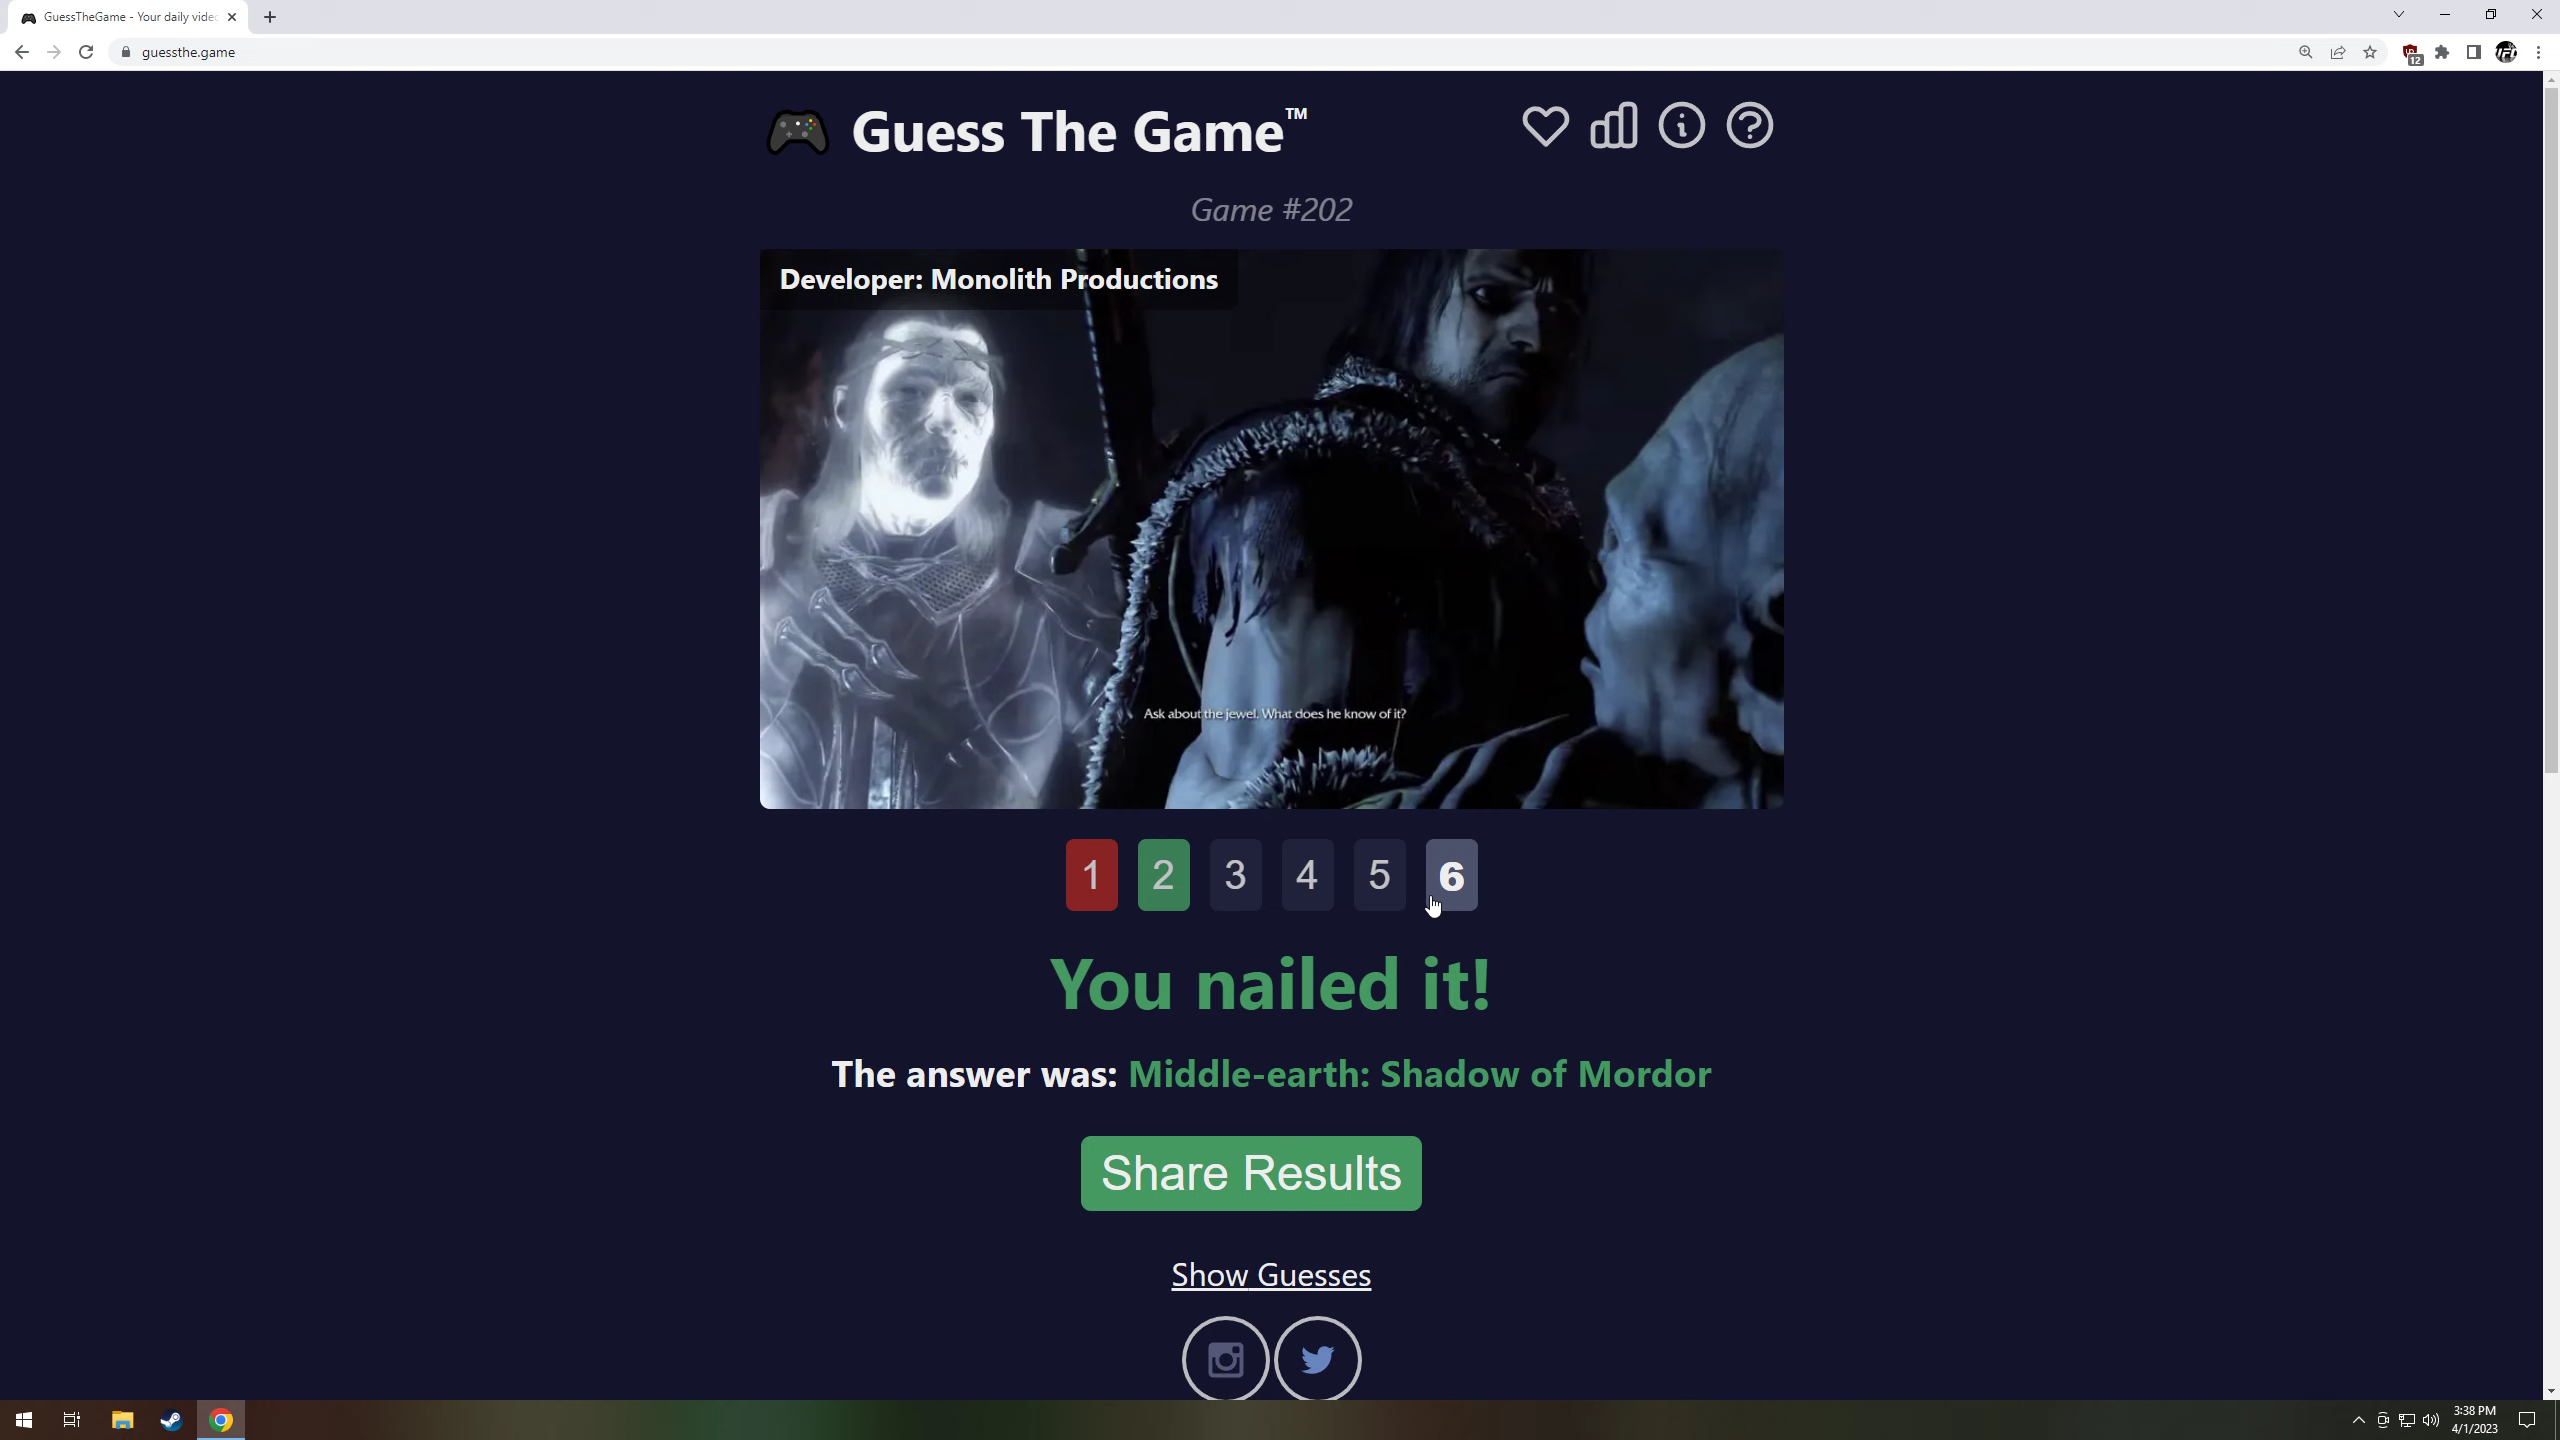 GuessTheGame - Your daily video
guessthe.game
12
Guess The Game™
Game #202
Developer: Monolith Productions
Ask about the jewel. What does he know of it?
1 2 3 4 5 6
You nailed it!
The answer was: Middle-earth: Shadow of Mordor
Share Results
Show Guesses
3:38 PM
4/1/2023